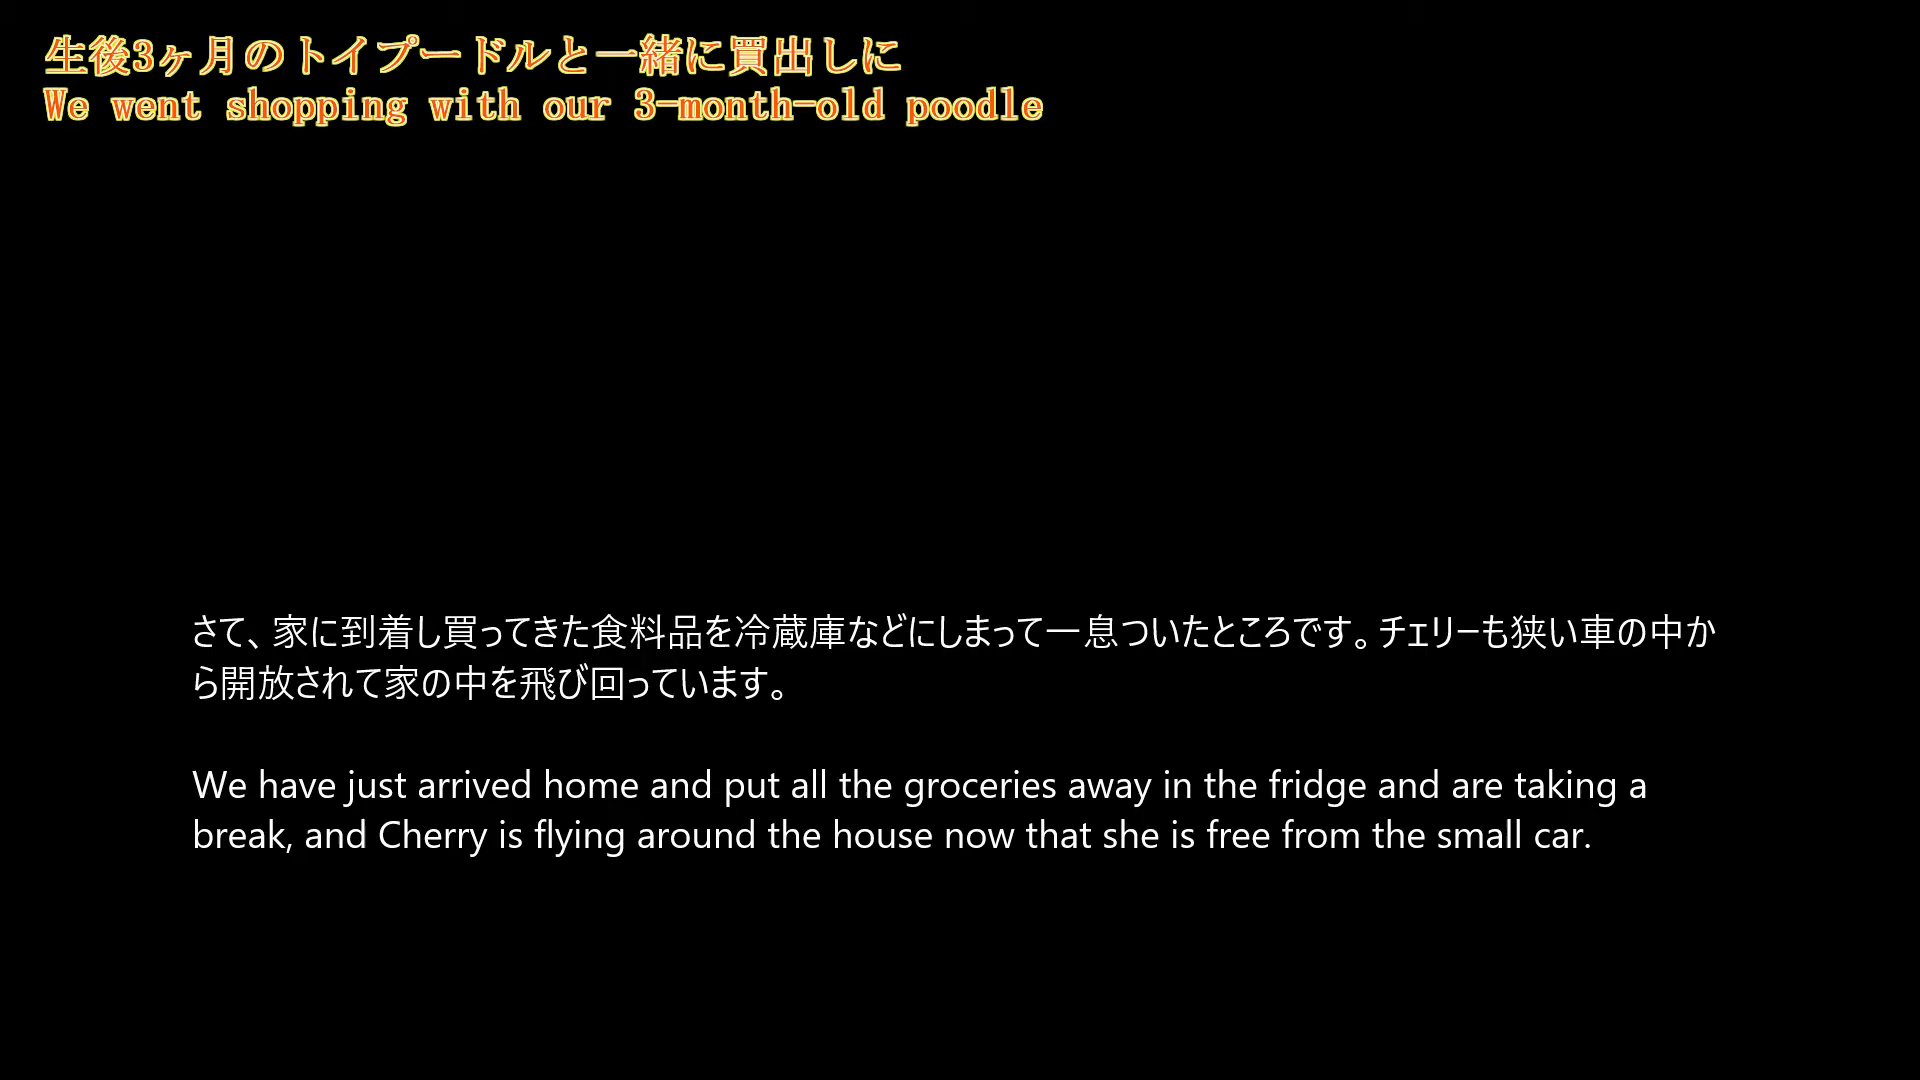 生後3ヶ月のトイプードルと一緒に買出しに
We went shopping with our 3-month-old poodle
さて、家に到着し買ってきた食料品を冷蔵庫などにしまって一息ついたところです。チェリーも狭い車の中か
ら開放されて家の中を飛び回っています。
We have just arrived home and put all the groceries away in the fridge and are taking a
break, and Cherry is flying around the house now that she is free from the small car.